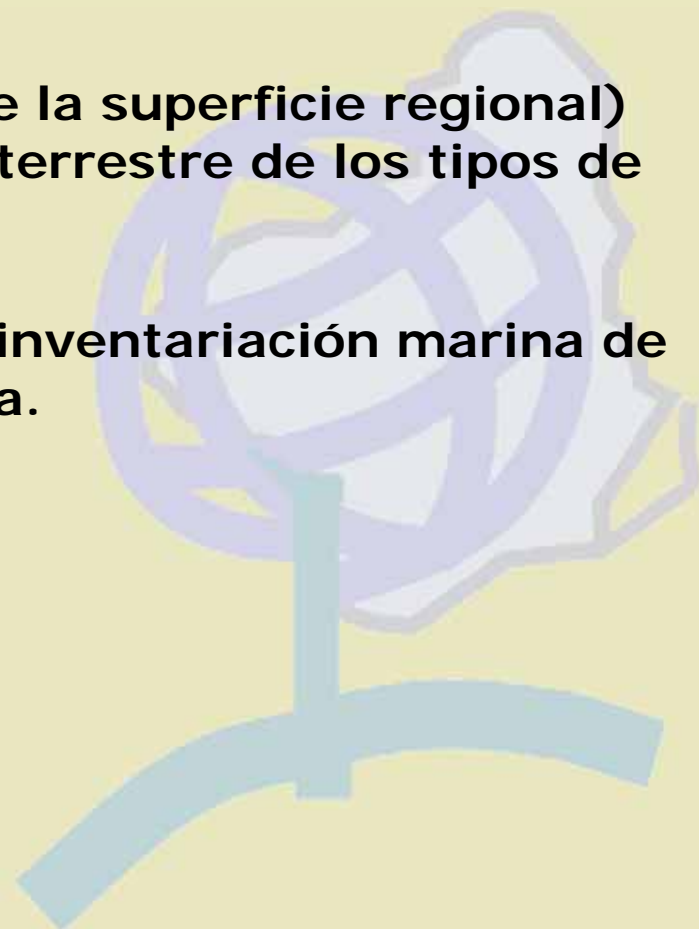 e la superficie regional)
terrestre de los tipos de
inventariación marina de
a.